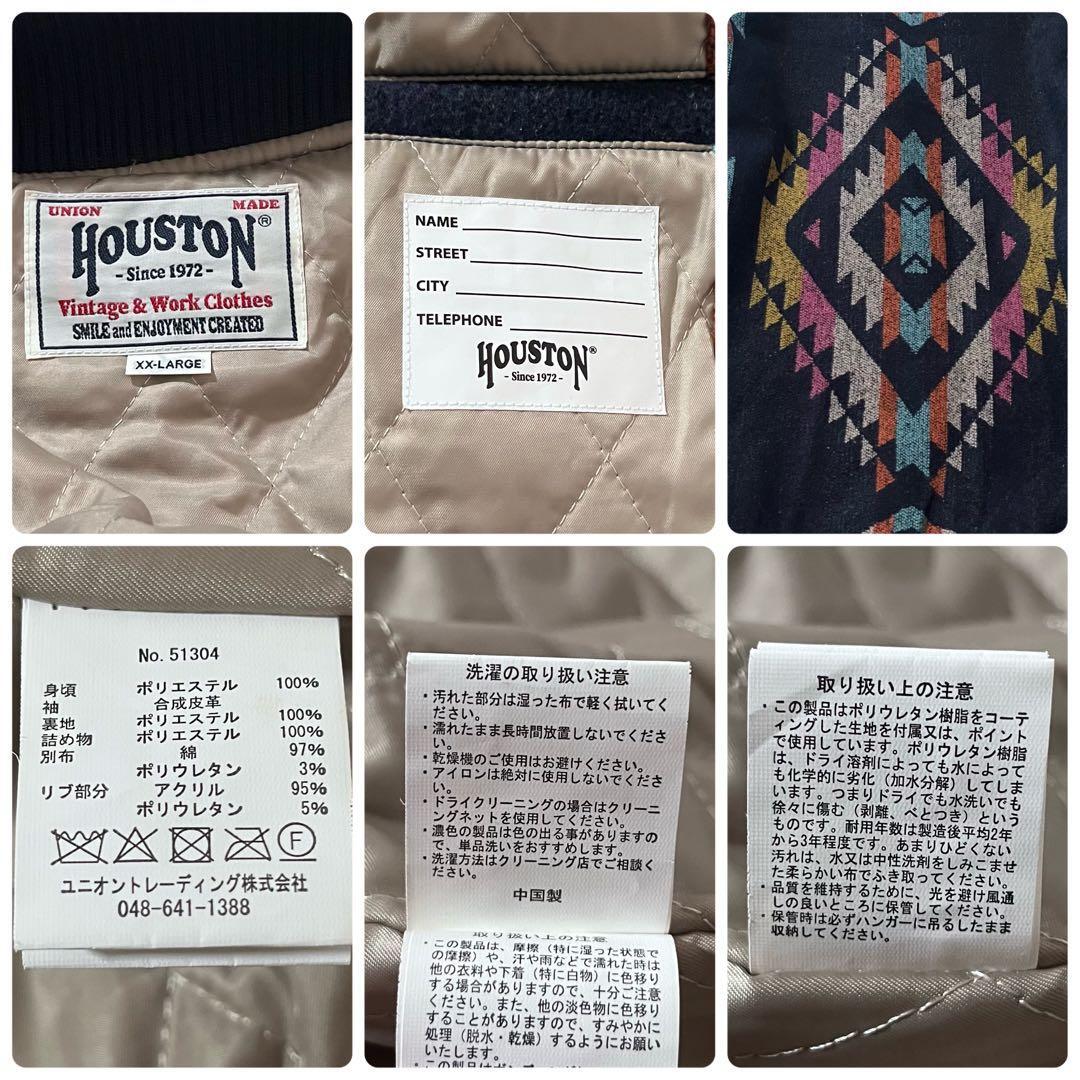 UNION MADE
HOUSTON®
- Since 1972 -
Vintage & Work Clothes
SMILE and ENJOYMENT CREATED
XX-LARGE
NAME
STREET
CITY
TELEPHONE
HOUSTON®
- Since 1972 -
No. 51304
身頃 ポリエステル 100%
袖 合成皮革
裏地 ポリエステル 100%
詰め物 ポリエステル 100%
別布 綿 97%
ポリウレタン 3%
リブ部分 アクリル 95%
ポリウレタン 5%
F
ユニオントレーディング株式会社
048-641-1388
洗濯の取り扱い注意
・汚れた部分は湿った布で軽く拭いてく
ださい。
・濡れたまま長時間放置しないでくださ
い。
・乾燥機のご使用はお避けください。
・アイロンは絶対に使用しないでくださ
い。
・ドライクリーニングの場合はクリーニ
ングネットを使用してください。
・濃色の製品は色の出る事がありますの
で、単品洗いをおすすめします。
・洗濯方法はクリーニング店でご相談く
ださい。
中国製
取り扱い上の注意
・この製品は、摩擦（特に湿った状態で
の摩擦）や、汗や雨などで濡れた時は
他の衣料や下着（特に白物）に色移り
する場合がありますので、十分ご注意
ください。また、他の淡色物に色移り
することがありますので、すみやかに
処理（脱水・乾燥）するようにお願い
いたします。
取り扱い上の注意
・この製品はポリウレタン樹脂をコーテ
ィングした生地を付属又は、ポイント
で使用しています。ポリウレタン樹脂
は、ドライ溶剤によっても水によって
も化学的に劣化（加水分解）してしま
います。つまりドライでも水洗いでも
徐々に傷む（剥離、べとつき）という
ものです。耐用年数は製造後平均2年
から3年程度です。あまりひどくない
汚れは、水又は中性洗剤をしみこませ
た柔らかい布でふき取ってください。
・品質を維持するために、光を避け風通
しの良いところに保管してください。
・保管時は必ずハンガーに吊るしたまま
収納してください。